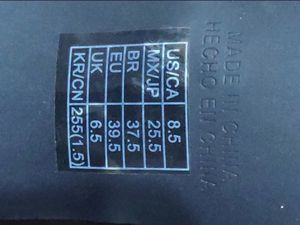 US/CA 8.5
MX/JP 25.5
BR 37.5
EU 39.5
UK 6.5
KR/CN 255(1.5)
MADE IN CHINA
HECHO EN CHINA